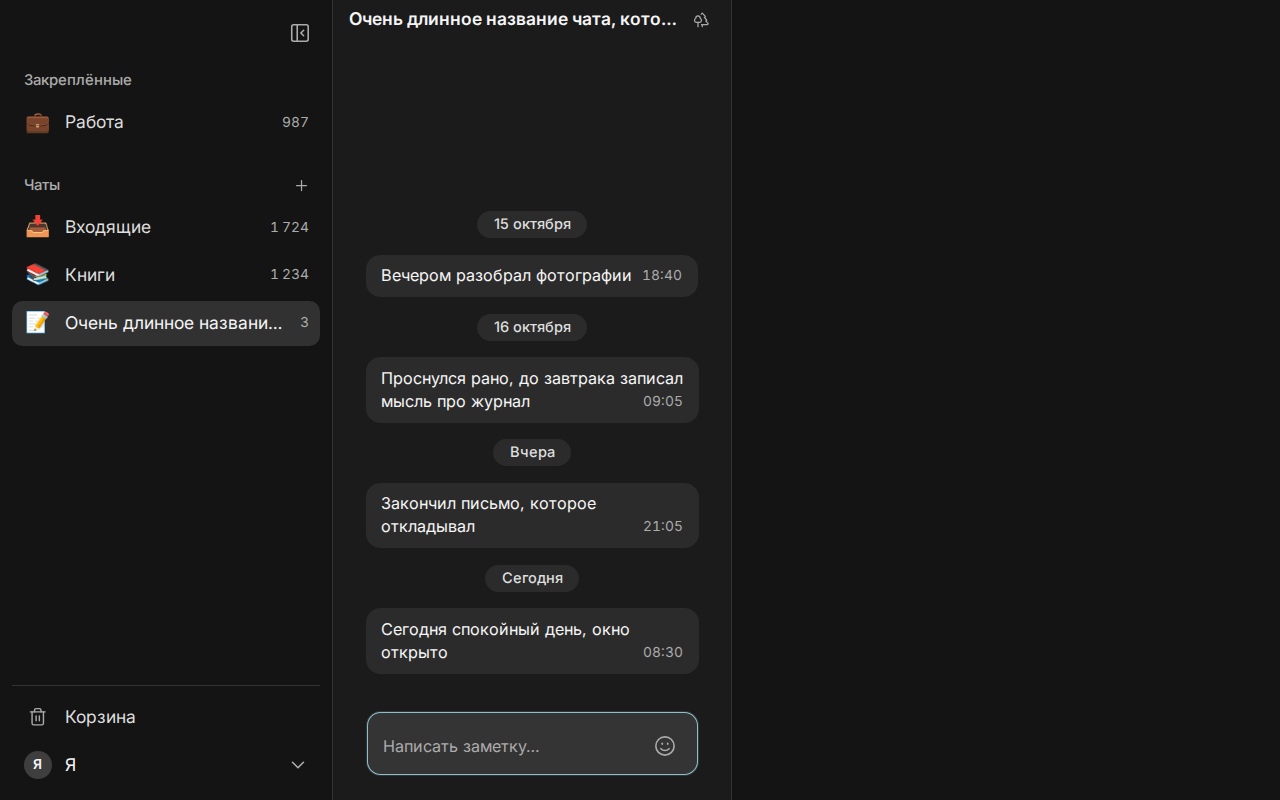 Закреплённые
Работа 987
Чаты
Входящие 1 724
Книги 1 234
Очень длинное названи... 3
Корзина
Я Я
Очень длинное название чата, кото...
15 октября
Вечером разобрал фотографии 18:40
16 октября
Проснулся рано, до завтрака записал
мысль про журнал 09:05
Вчера
Закончил письмо, которое
откладывал 21:05
Сегодня
Сегодня спокойный день, окно
открыто 08:30
Написать заметку...